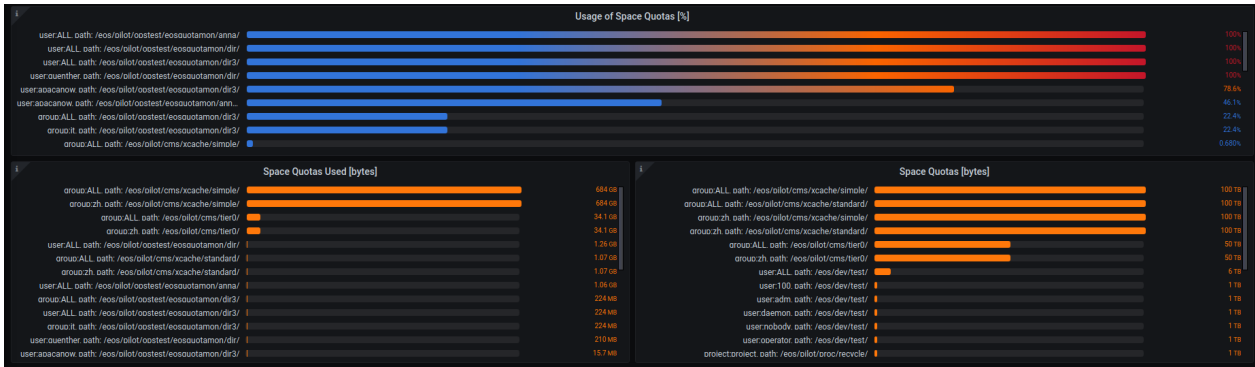 Usage of Space Quotas [%]
user:ALL, path: /eos/pilot/opstest/eosquotamon/anna/ 100%
user:ALL, path: /eos/pilot/opstest/eosquotamon/dir/ 100%
user:ALL, path: /eos/pilot/opstest/eosquotamon/dir3/ 100%
user:guenther, path: /eos/pilot/opstest/eosquotamon/dir/ 100%
user:apacanow, path: /eos/pilot/opstest/eosquotamon/dir3/ 78.6%
user:apacanow, path: /eos/pilot/opstest/eosquotamon/ann... 46.1%
group:ALL, path: /eos/pilot/opstest/eosquotamon/dir3/ 22.4%
group:it, path: /eos/pilot/opstest/eosquotamon/dir3/ 22.4%
group:ALL, path: /eos/pilot/cms/xcache/simple/ 0.680%
Space Quotas Used [bytes]
group:ALL, path: /eos/pilot/cms/xcache/simple/ 684 GB
group:zh, path: /eos/pilot/cms/xcache/simple/ 684 GB
group:ALL, path: /eos/pilot/cms/tier0/ 34.1 GB
group:zh, path: /eos/pilot/cms/tier0/ 34.1 GB
user:ALL, path: /eos/pilot/opstest/eosquotamon/dir/ 1.26 GB
group:ALL, path: /eos/pilot/cms/xcache/standard/ 1.07 GB
group:zh, path: /eos/pilot/cms/xcache/standard/ 1.07 GB
user:ALL, path: /eos/pilot/opstest/eosquotamon/anna/ 1.06 GB
group:ALL, path: /eos/pilot/opstest/eosquotamon/dir3/ 224 MB
user:ALL, path: /eos/pilot/opstest/eosquotamon/dir3/ 224 MB
group:it, path: /eos/pilot/opstest/eosquotamon/dir3/ 224 MB
user:guenther, path: /eos/pilot/opstest/eosquotamon/dir/ 210 MB
user:apacanow, path: /eos/pilot/opstest/eosquotamon/dir3/ 15.7 MB
Space Quotas [bytes]
group:ALL, path: /eos/pilot/cms/xcache/simple/ 100 TB
group:ALL, path: /eos/pilot/cms/xcache/standard/ 100 TB
group:zh, path: /eos/pilot/cms/xcache/simple/ 100 TB
group:zh, path: /eos/pilot/cms/xcache/standard/ 100 TB
group:ALL, path: /eos/pilot/cms/tier0/ 50 TB
group:zh, path: /eos/pilot/cms/tier0/ 50 TB
user:ALL, path: /eos/dev/test/ 6 TB
user:100, path: /eos/dev/test/ 1 TB
user:adm, path: /eos/dev/test/ 1 TB
user:daemon, path: /eos/dev/test/ 1 TB
user:nobody, path: /eos/dev/test/ 1 TB
user:operator, path: /eos/dev/test/ 1 TB
project:project, path: /eos/pilot/proc/recycle/ 1 TB